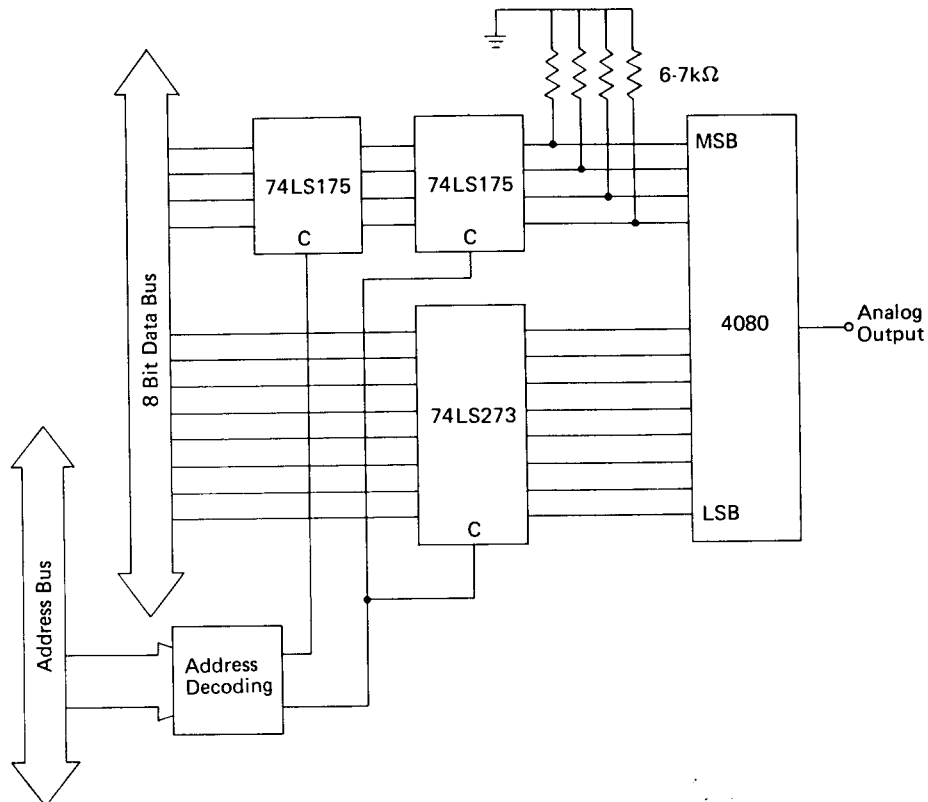 6-7kΩ
MSB
74LS175
74LS175
C
C
8 Bit Data Bus
4080
Analog
Output
74LS273
LSB
C
Address Bus
Address
Decoding